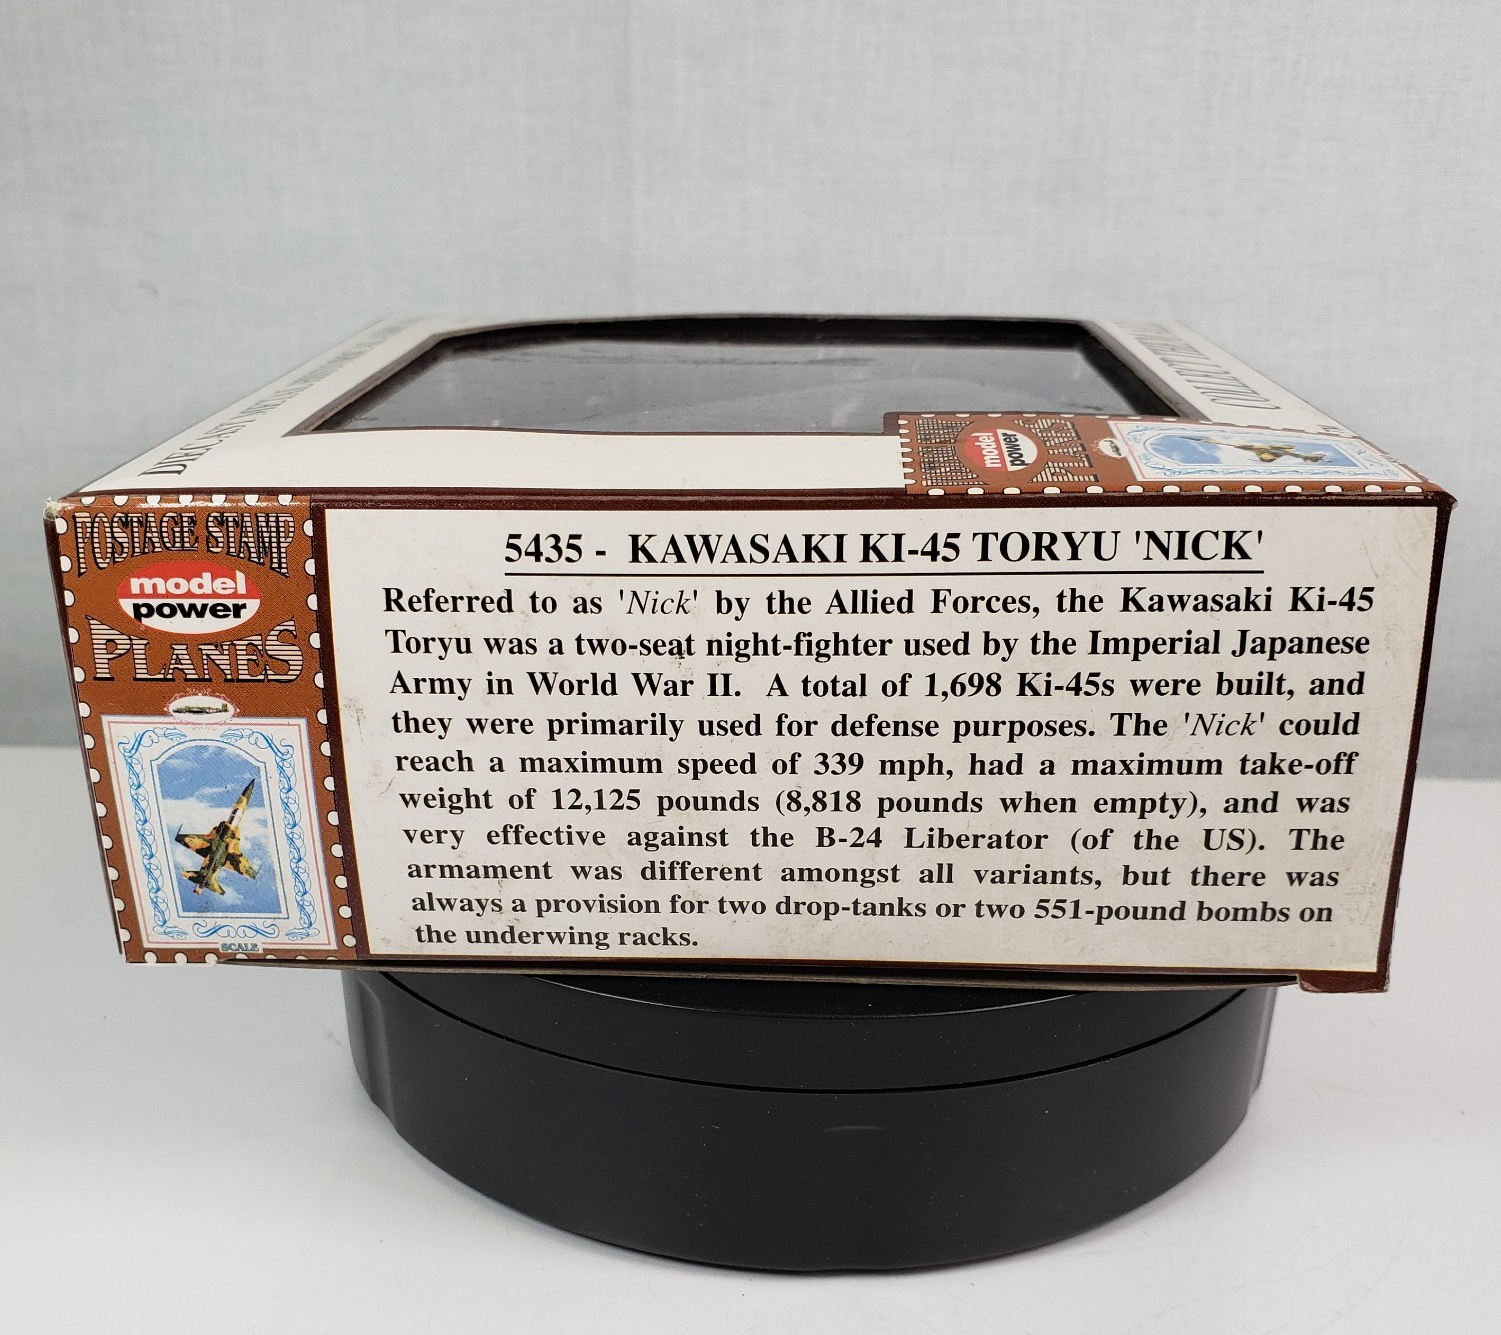 model
power
POSTAGE STAMP
model
power
PLANES
SCALE
5435 - KAWASAKI KI-45 TORYU 'NICK'
Referred to as 'Nick' by the Allied Forces, the Kawasaki Ki-45
Toryu was a two-seat night-fighter used by the Imperial Japanese
Army in World War II. A total of 1,698 Ki-45s were built, and
they were primarily used for defense purposes. The 'Nick' could
reach a maximum speed of 339 mph, had a maximum take-off
weight of 12,125 pounds (8,818 pounds when empty), and was
very effective against the B-24 Liberator (of the US). The
armament was different amongst all variants, but there was
always a provision for two drop-tanks or two 551-pound bombs on
the underwing racks.